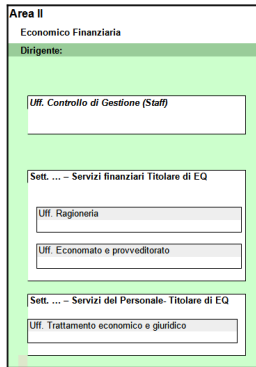 Area II
Economico Finanziaria
Dirigente:
Uff. Controllo di Gestione (Staff)
Sett. ... – Servizi finanziari Titolare di EQ
Uff. Ragioneria
Uff. Economato e provveditorato
Sett. ... – Servizi del Personale- Titolare di EQ
Uff. Trattamento economico e giuridico